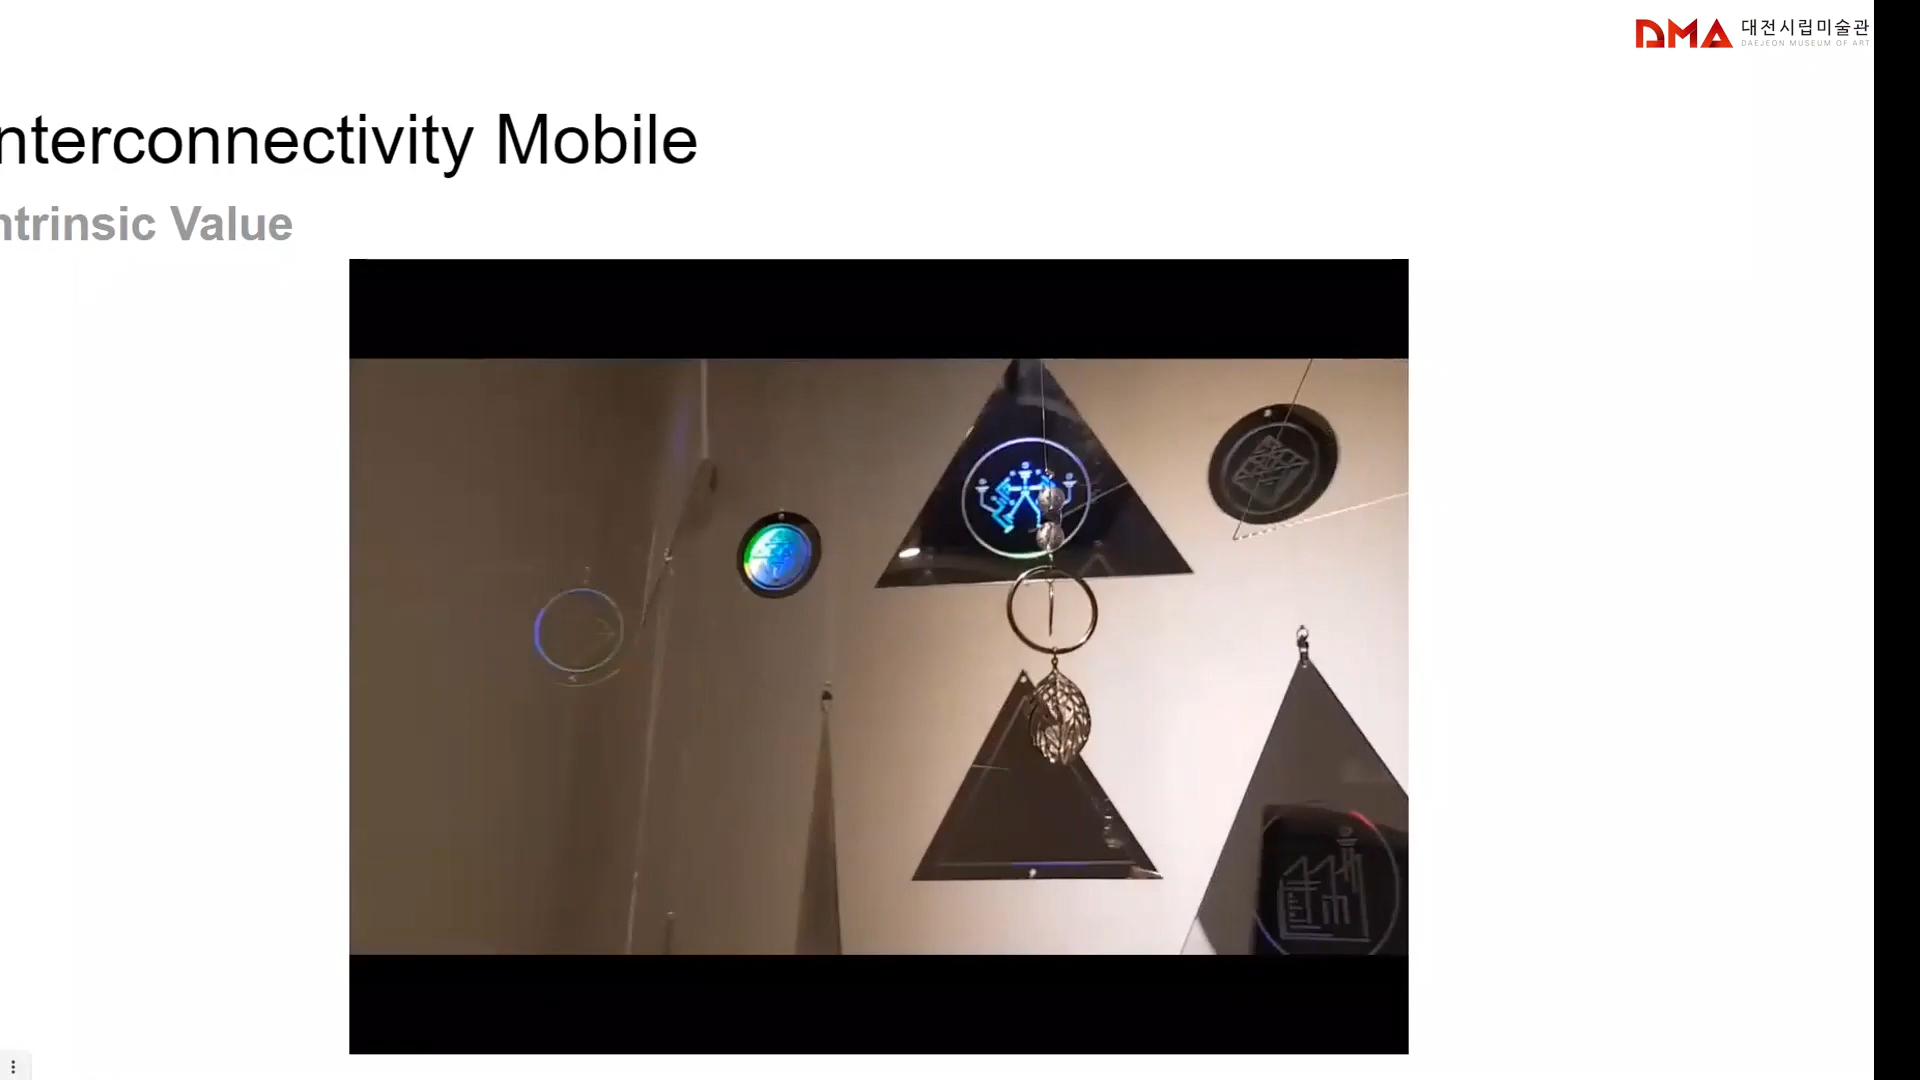 DMA 대전시립미술관
DAEJEON MUSEUM OF ART
nterconnectivity Mobile
ntrinsic Value